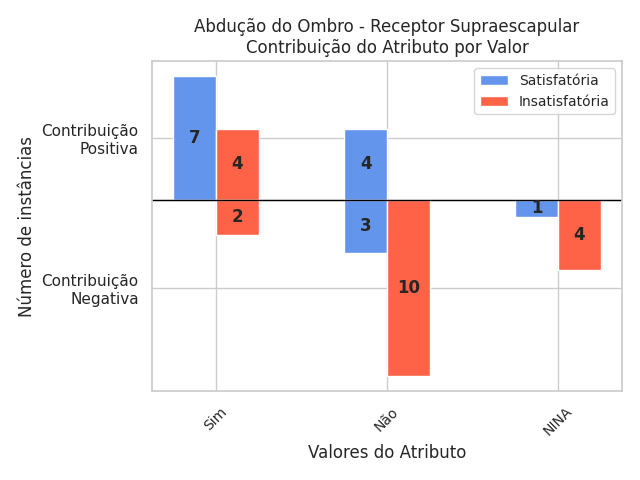 Abdução do Ombro - Receptor Supraescapular
Contribuição do Atributo por Valor
Satisfatória
Insatisfatória
Número de instâncias
Contribuição
Positiva
Contribuição
Negativa
7
4
2
4
3
10
1
4
Sim
Não
NINA
Valores do Atributo